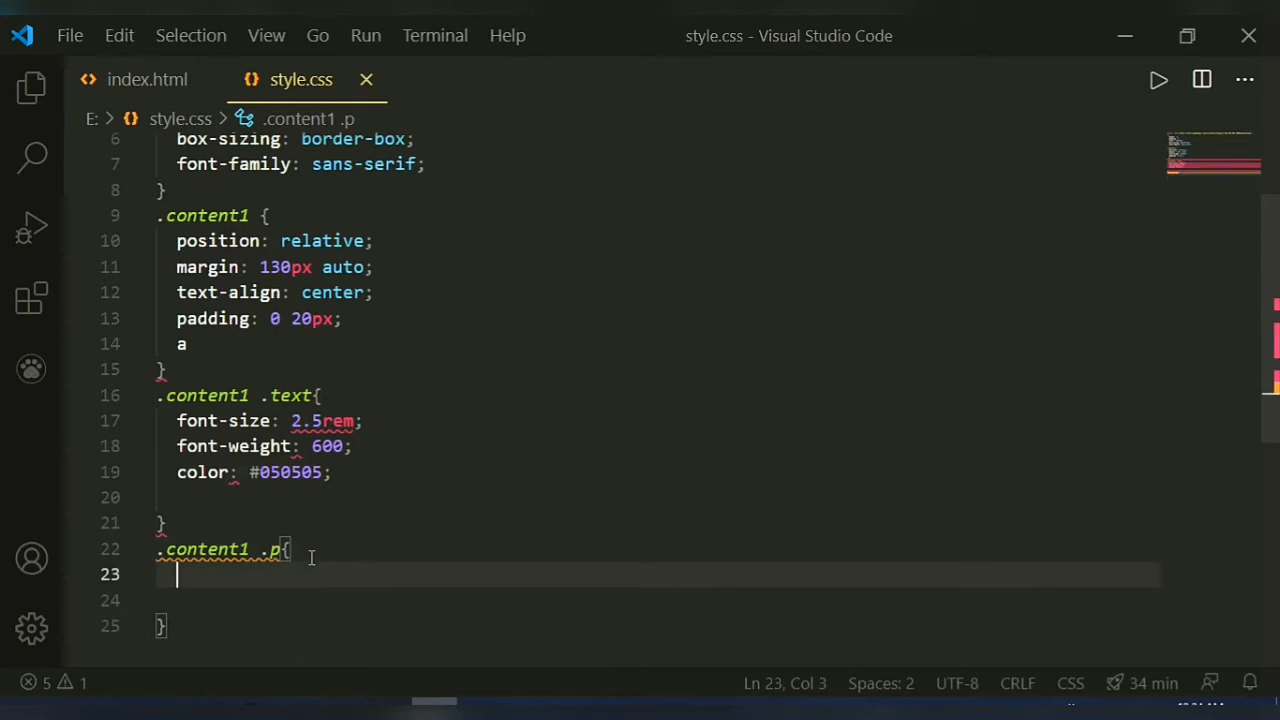 File Edit Selection View Go Run Terminal Help style.css - Visual Studio Code
index.html style.css
E: > style.css > .content1 .p
6 box-sizing: border-box;
7 font-family: sans-serif;
8 }
9 .content1 {
10 position: relative;
11 margin: 130px auto;
12 text-align: center;
13 padding: 0 20px;
14 a
15 }
16 .content1 .text{
17 font-size: 2.5rem;
18 font-weight: 600;
19 color: #050505;
20
21 }
22 .content1 .p{
23
24
25 }
5 1 Ln 23, Col 3 Spaces: 2 UTF-8 CRLF CSS 34 min